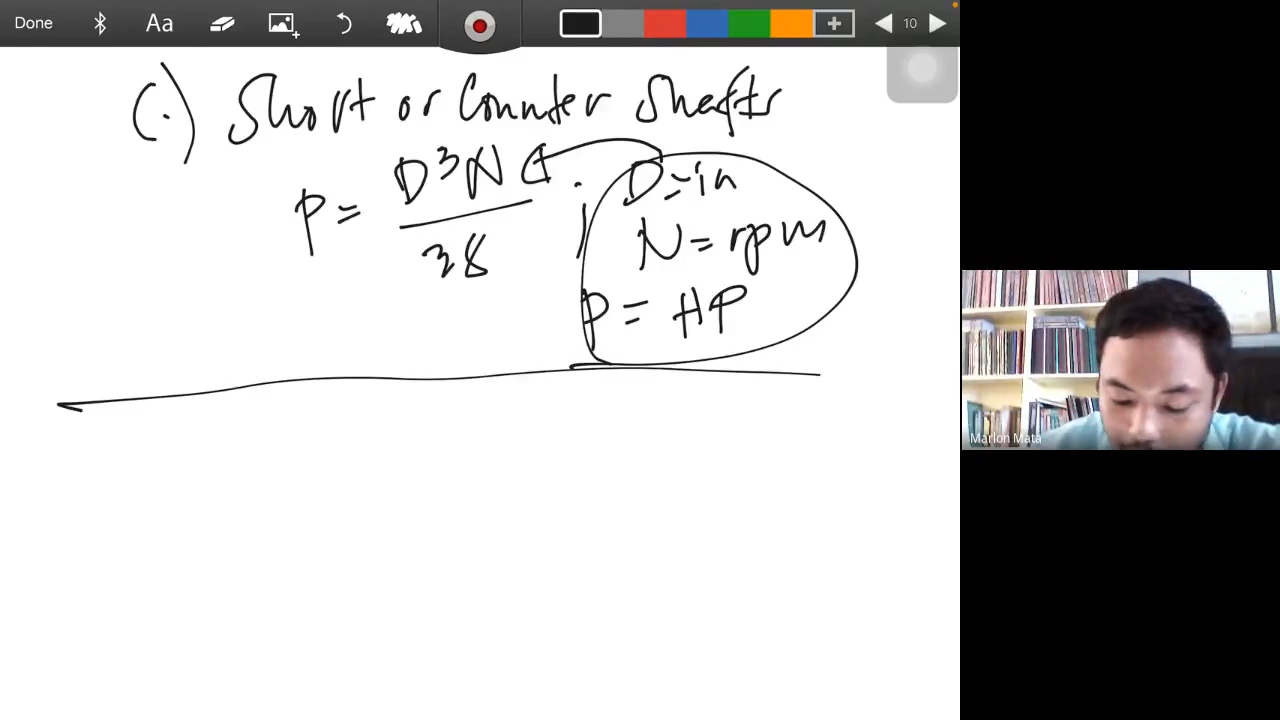 Done Aa 10
C.) Short or Counter Shafts
P = D³N / 38 ; D = in
N = rpm
P = HP
Marlon Mata